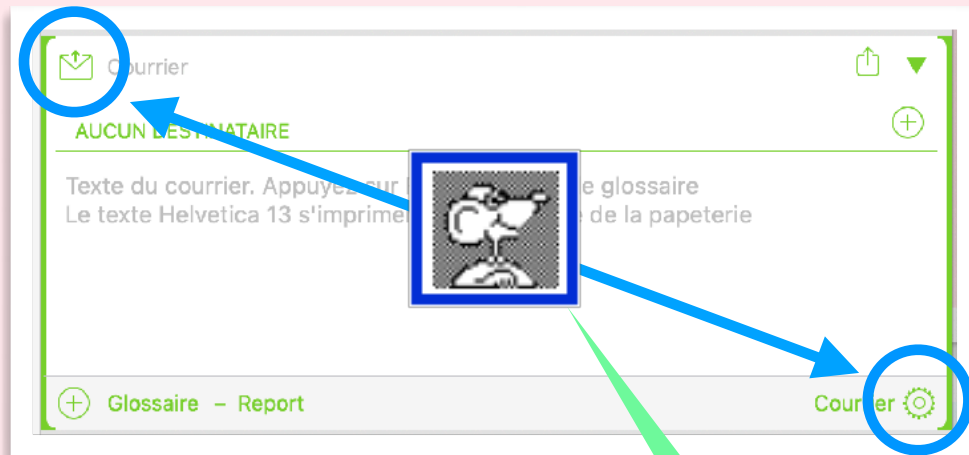 Courrier
AUCUN DESTINATAIRE
Texte du courrier. Appuyez sur glossaire
Le texte Helvetica 13 s'imprime de la papeterie
Glossaire – Report
Courrier